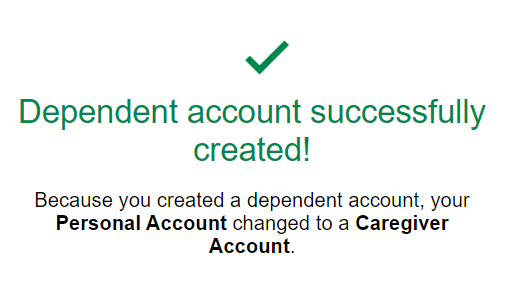 Dependent account successfully
created!
Because you created a dependent account, your
Personal Account changed to a Caregiver
Account.